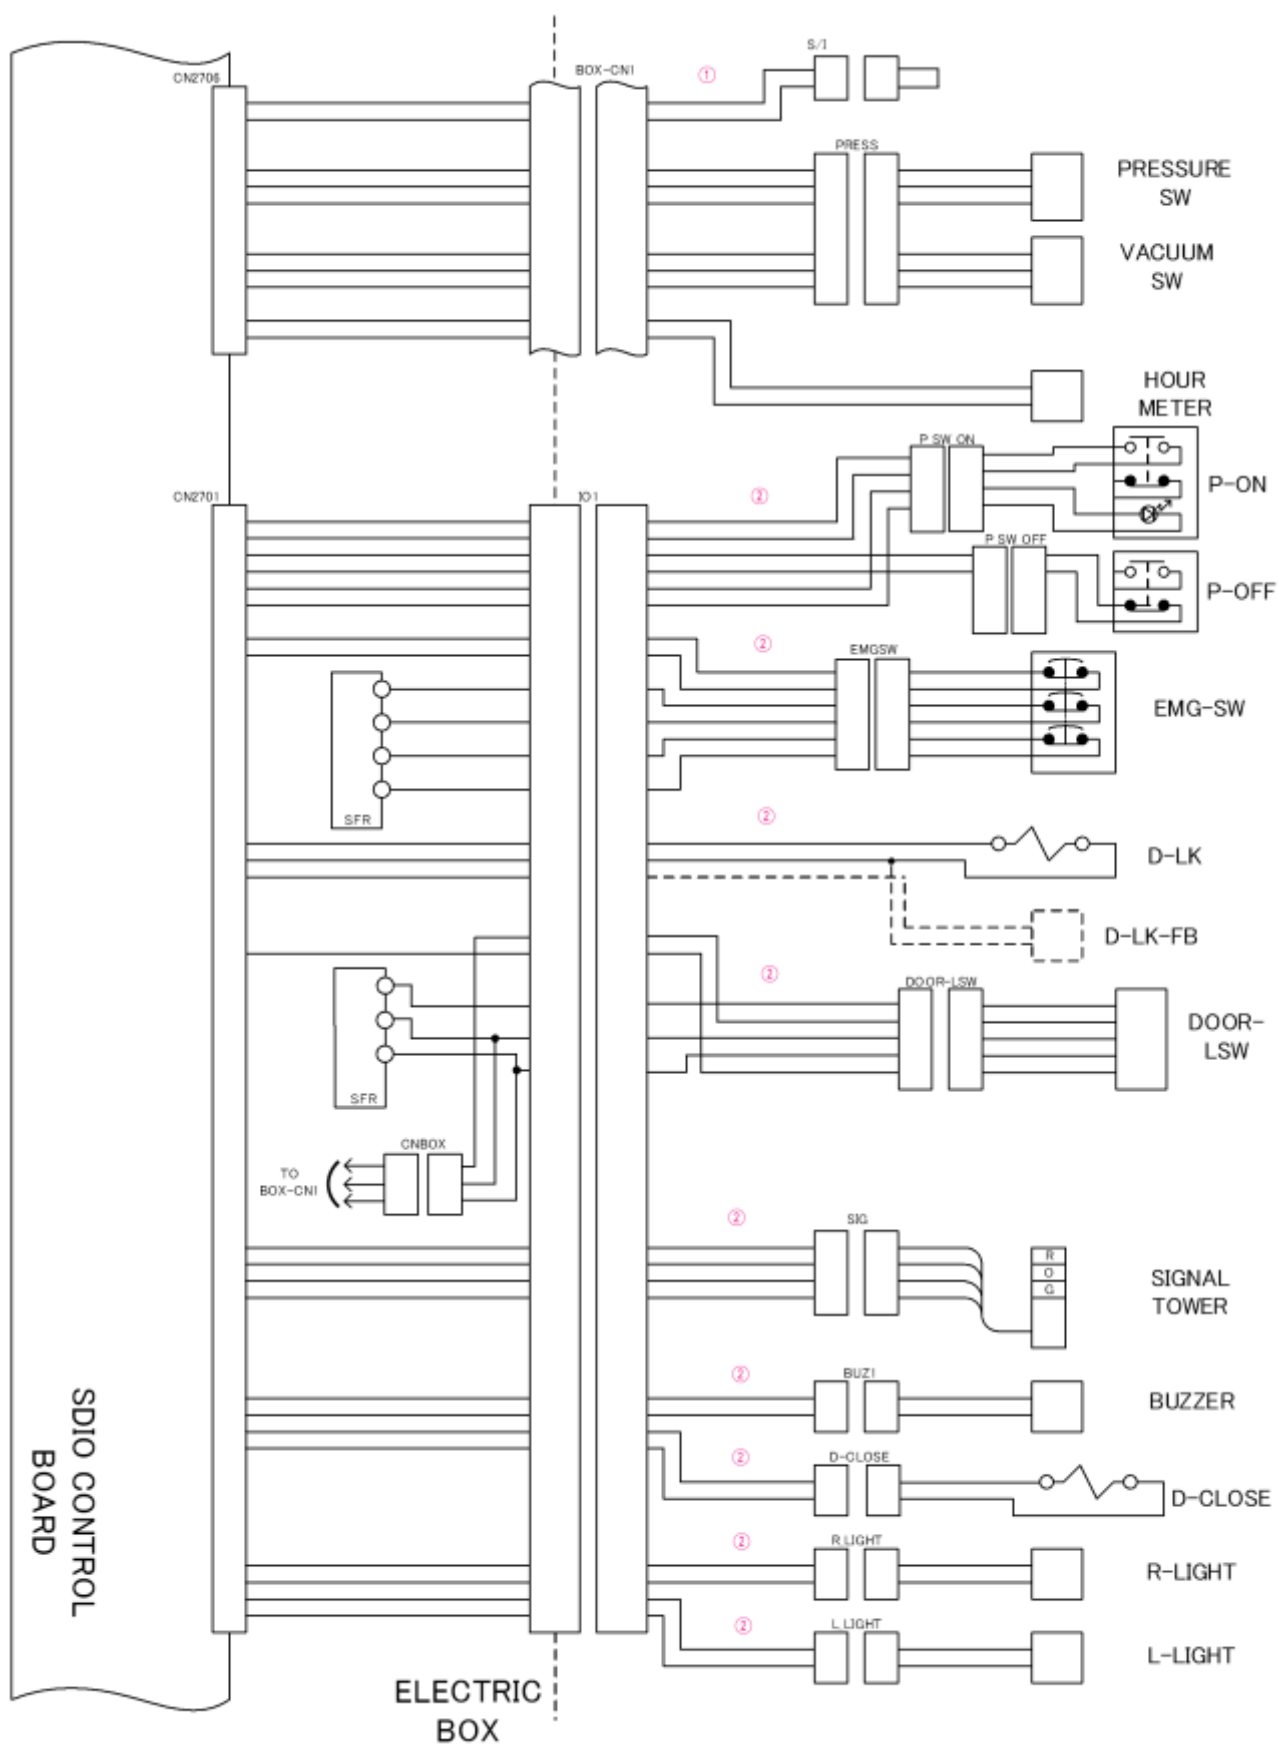 S/I
CN2706
BOX-CN1
①
PRESS
PRESSURE
SW
VACUUM
SW
HOUR
METER
P SW ON
P-ON
CN2701
IO1
②
P SW OFF
P-OFF
②
EMGSW
EMG-SW
SFR
②
D-LK
D-LK-FB
②
DOOR-LSW
DOOR-
LSW
SFR
CNBOX
TO
BOX-CN1
②
SIG
R
O
G
SIGNAL
TOWER
②
BUZ1
BUZZER
②
D-CLOSE
D-CLOSE
②
R.LIGHT
R-LIGHT
②
L.LIGHT
L-LIGHT
SDIO CONTROL
BOARD
ELECTRIC
BOX